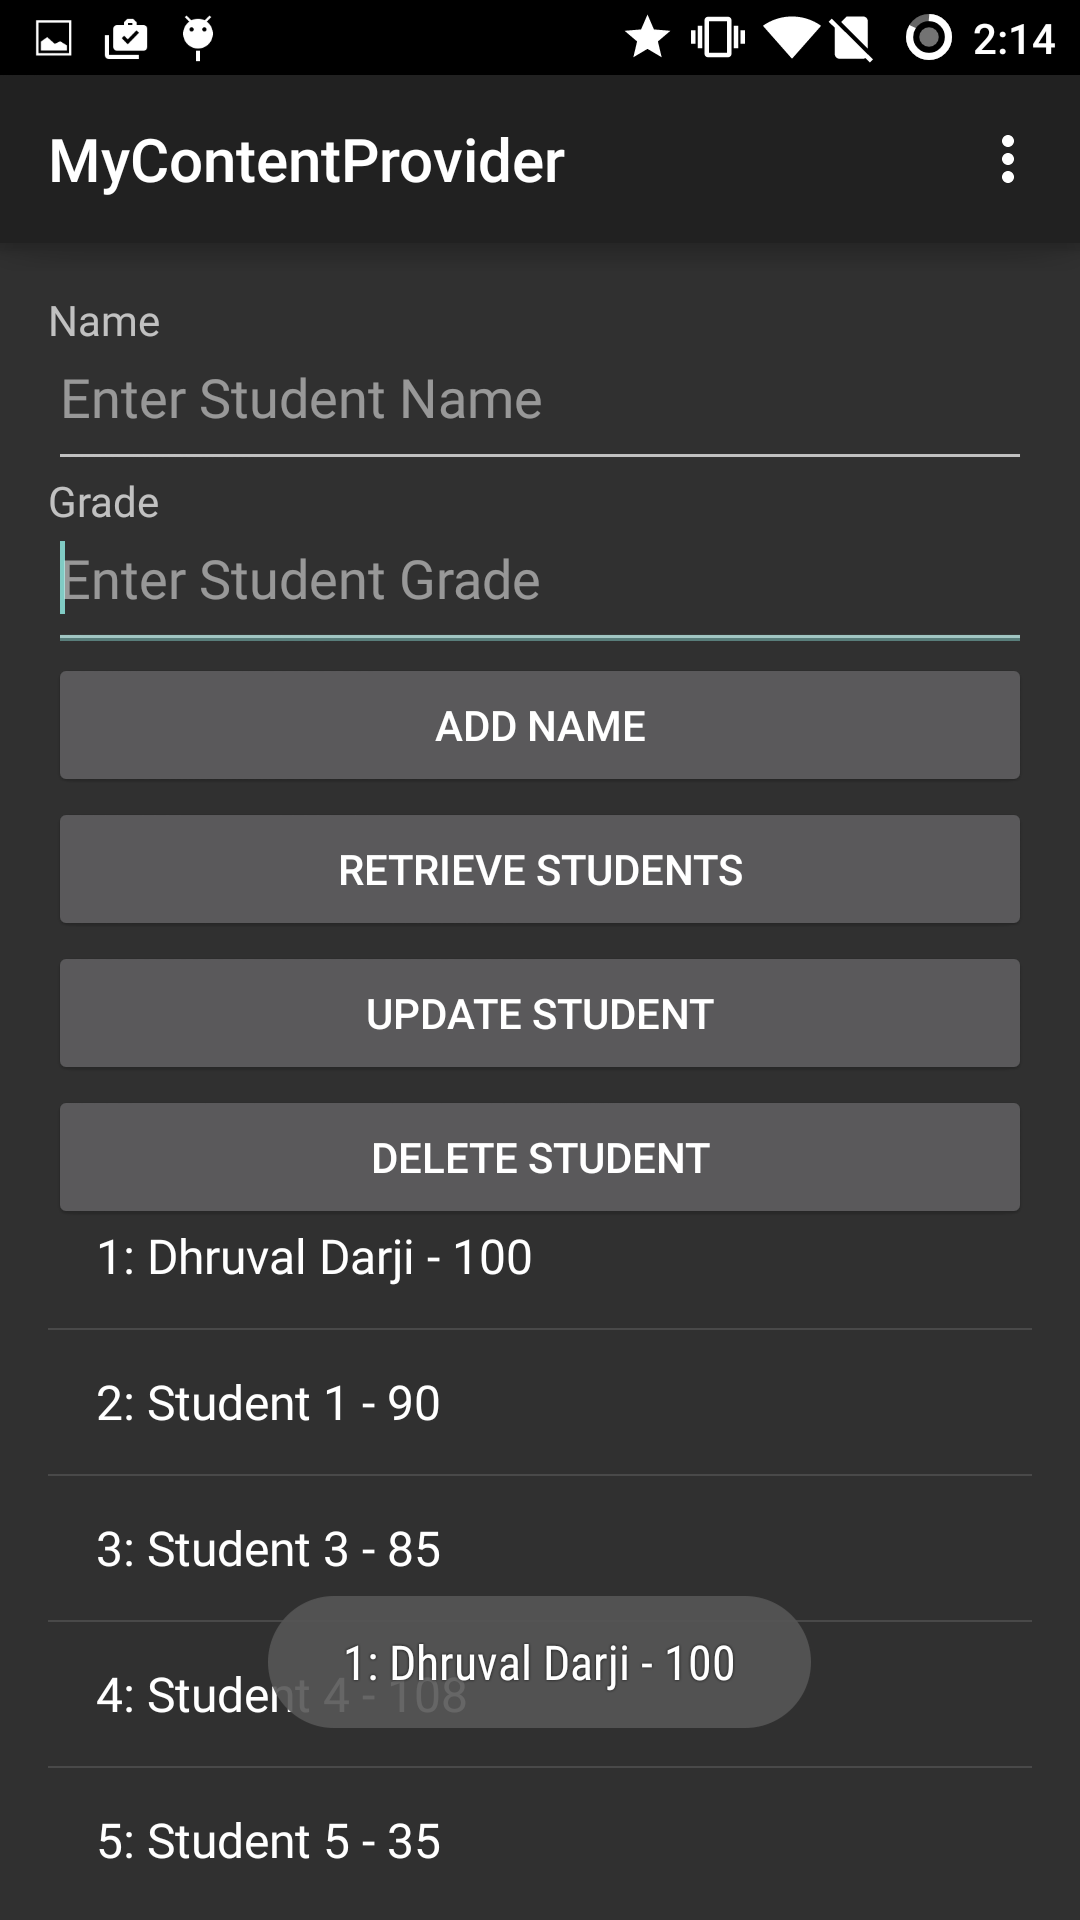 2:14
MyContentProvider
Name
Enter Student Name
Grade
Enter Student Grade
ADD NAME
RETRIEVE STUDENTS
UPDATE STUDENT
DELETE STUDENT
1: Dhruval Darji - 100
2: Student 1 - 90
3: Student 3 - 85
1: Dhruval Darji - 100
4: Student 4 - 108
5: Student 5 - 35